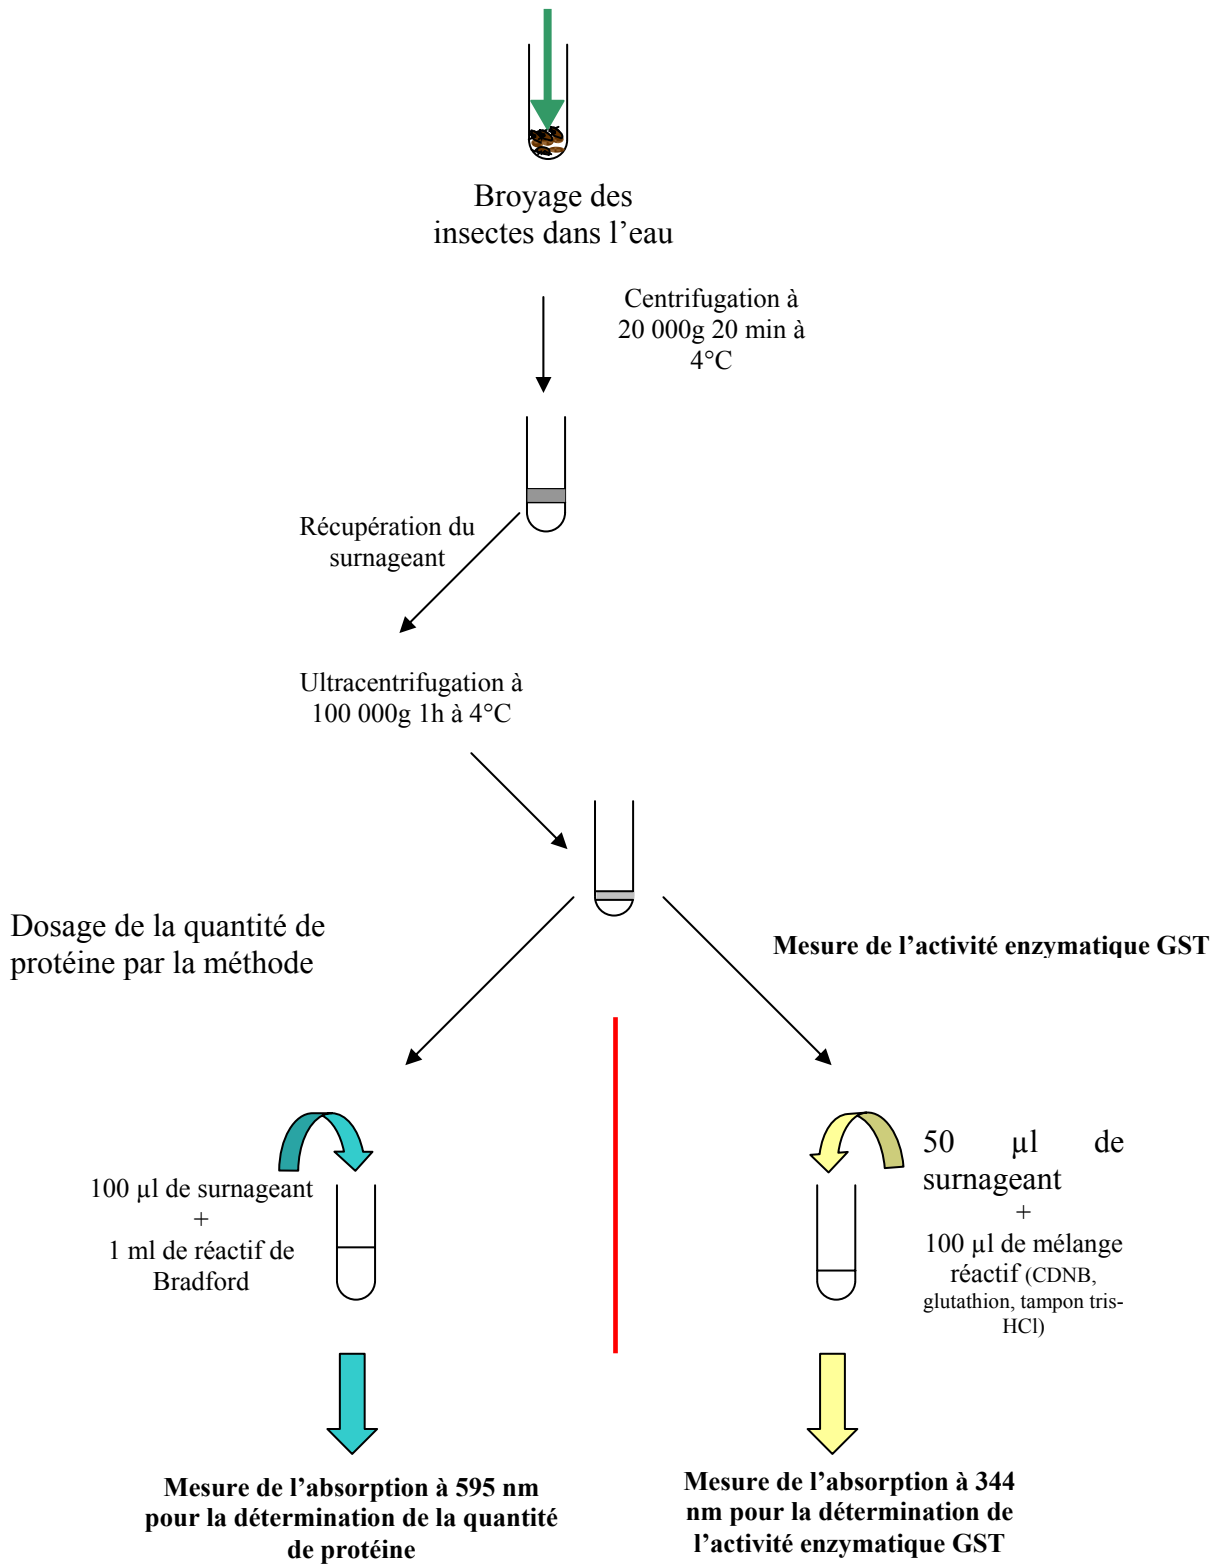 Broyage des
insectes dans l’eau
Centrifugation à
20 000g 20 min à
4°C
Récupération du
surnageant
Ultracentrifugation à
100 000g 1h à 4°C
Dosage de la quantité de
protéine par la méthode
Mesure de l’activité enzymatique GST
100 µl de surnageant
+
1 ml de réactif de
Bradford
50 µl de
surnageant
+
100 µl de mélange
réactif (CDNB,
glutathion, tampon tris-
HCl)
Mesure de l’absorption à 595 nm
pour la détermination de la quantité
de protéine
Mesure de l’absorption à 344
nm pour la détermination de
l’activité enzymatique GST